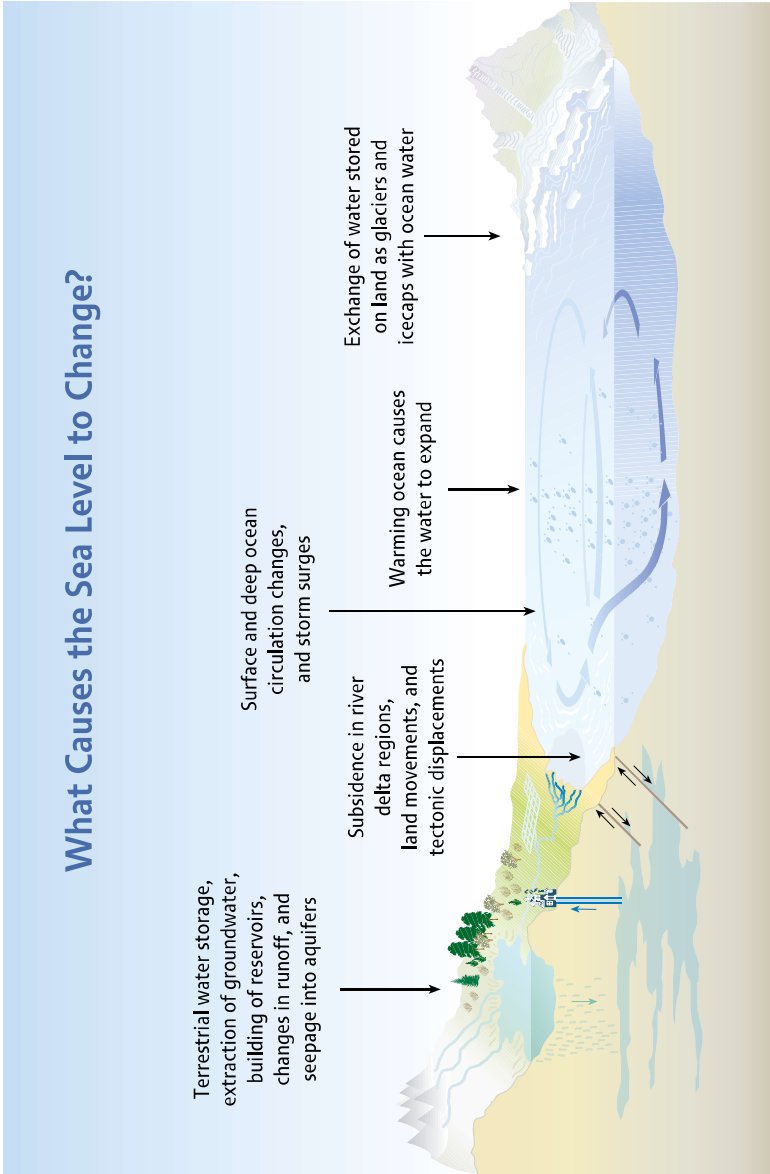 What Causes the Sea Level to Change?
Terrestrial water storage,
extraction of groundwater,
building of reservoirs,
changes in runoff, and
seepage into aquifers
Subsidence in river
delta regions,
land movements, and
tectonic displacements
Surface and deep ocean
circulation changes,
and storm surges
Warming ocean causes
the water to expand
Exchange of water stored
on land as glaciers and
icecaps with ocean water